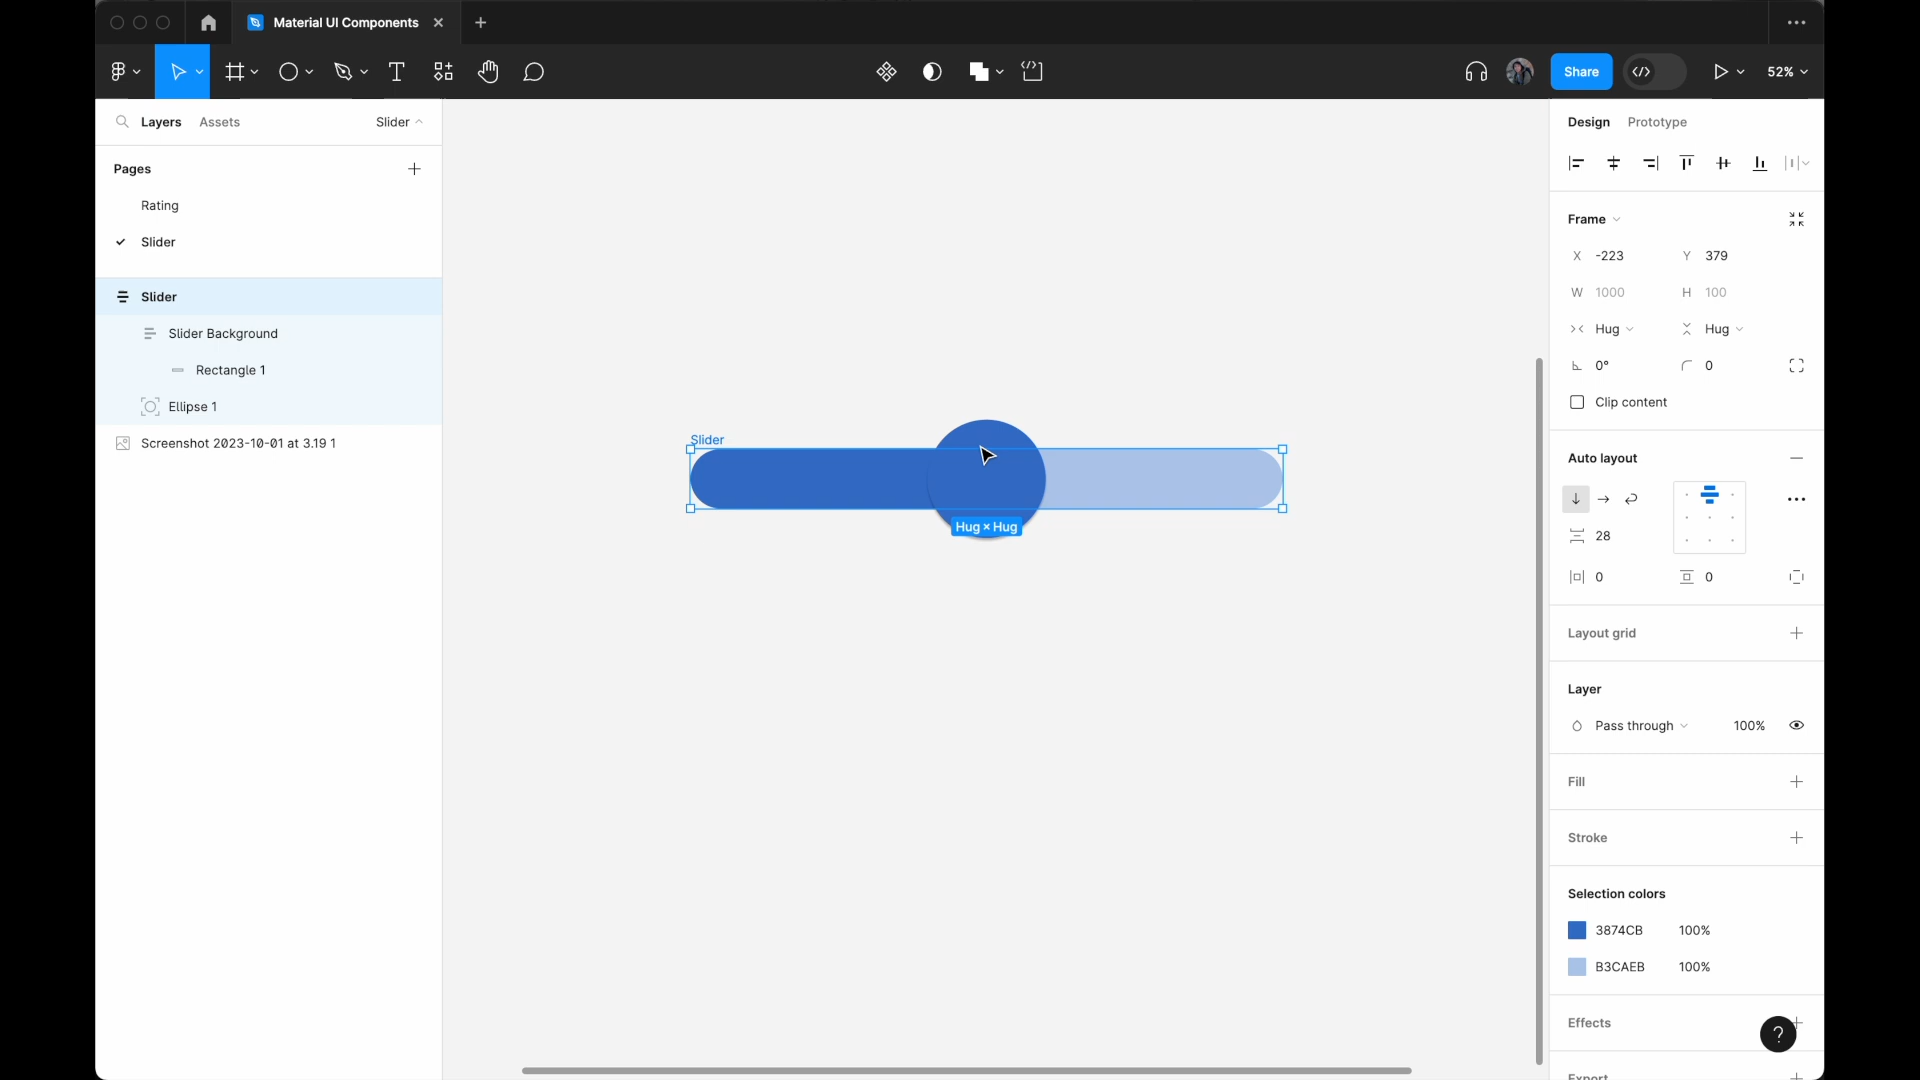 Material UI Components
Share
52%
Layers Assets Slider
Pages
Rating
Slider
Slider
Slider Background
Rectangle 1
Ellipse 1
Screenshot 2023-10-01 at 3.19 1
Slider
Hug × Hug
Design Prototype
Frame
X -223 Y 379
W 1000 H 100
Hug Hug
0° 0
Clip content
Auto layout
28
0 0
Layout grid
Layer
Pass through 100%
Fill
Stroke
Selection colors
3874CB 100%
B3CAEB 100%
Effects
?
Export